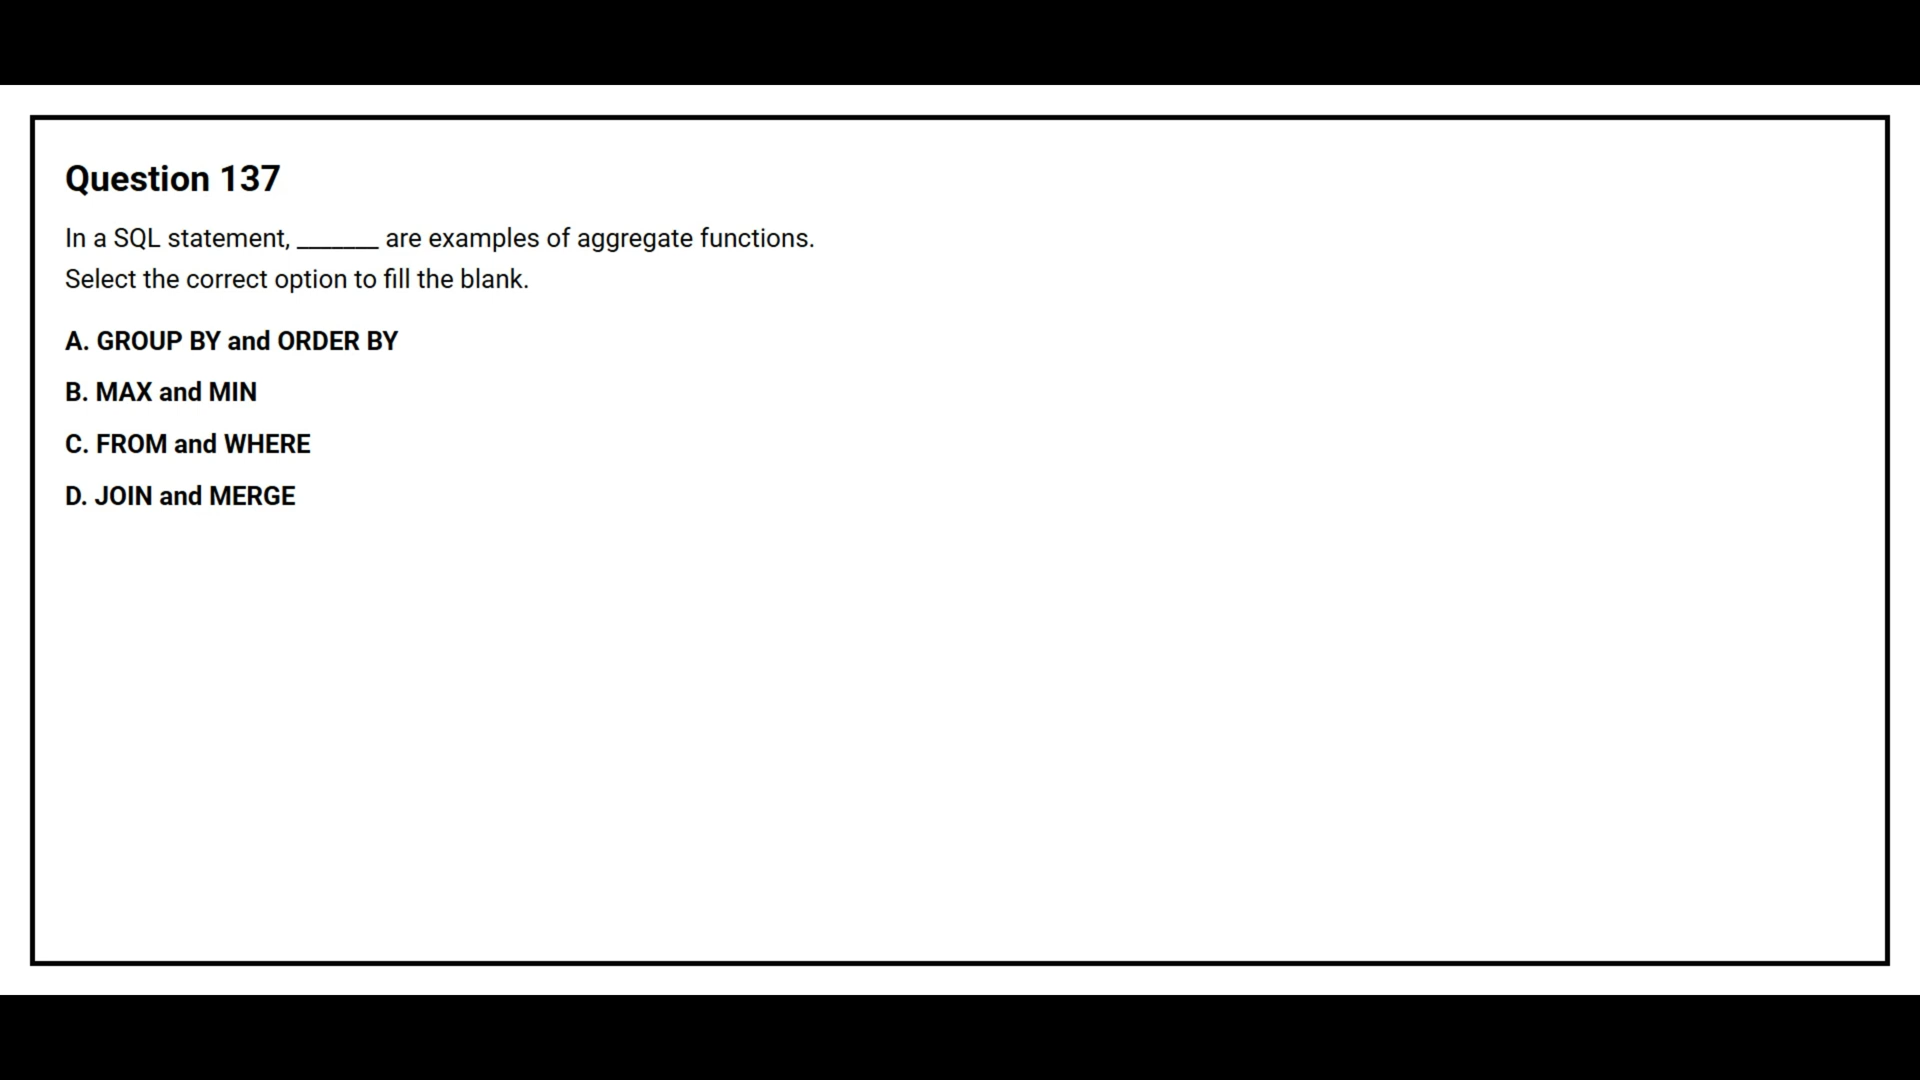 Question 137
In a SQL statement, _______ are examples of aggregate functions.
Select the correct option to fill the blank.
A. GROUP BY and ORDER BY
B. MAX and MIN
C. FROM and WHERE
D. JOIN and MERGE